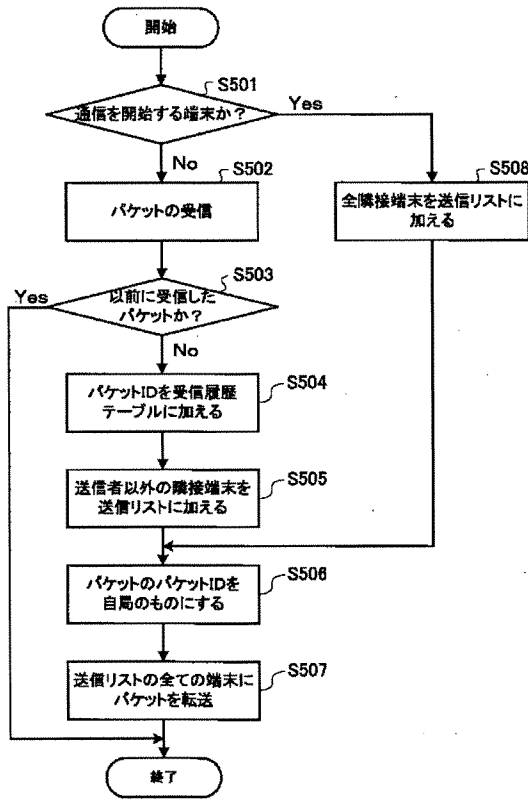 開始
S501
通信を開始する端末か?
Yes
No
S502
パケットの受信
S508
全隣接端末を送信リストに
加える
S503
Yes
以前に受信した
パケットか?
No
S504
パケットIDを受信履歴
テーブルに加える
S505
送信者以外の隣接端末を
送信リストに加える
S506
パケットのパケットIDを
自局のものにする
S507
送信リストの全ての端末に
パケットを転送
終了